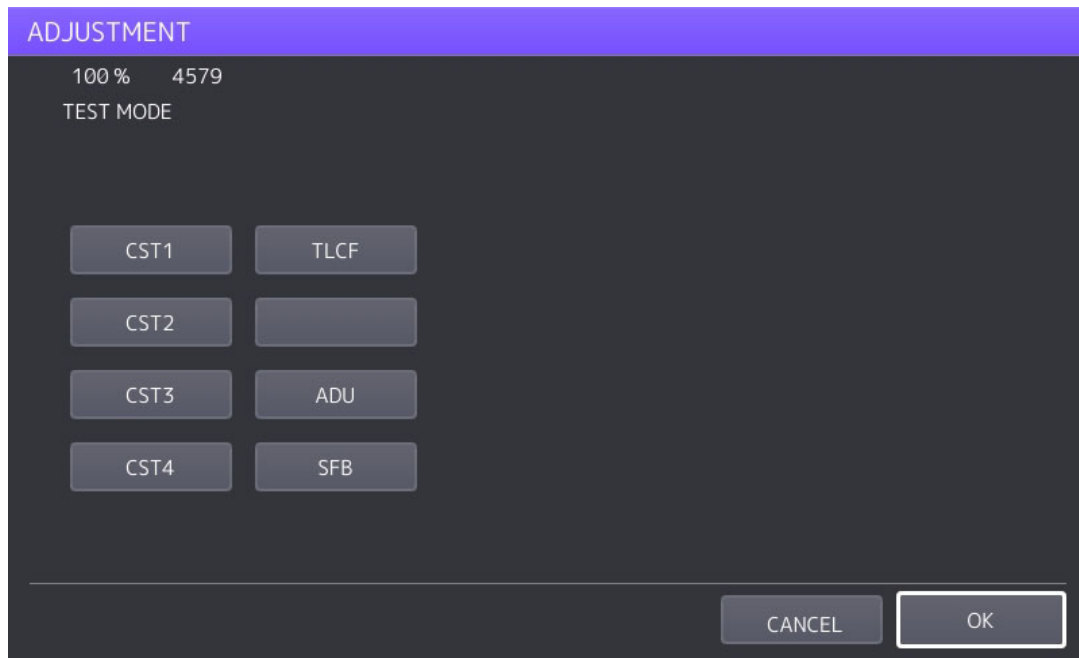 ADJUSTMENT
100 % 4579
TEST MODE
CST1 TLCF
CST2
CST3 ADU
CST4 SFB
CANCEL OK